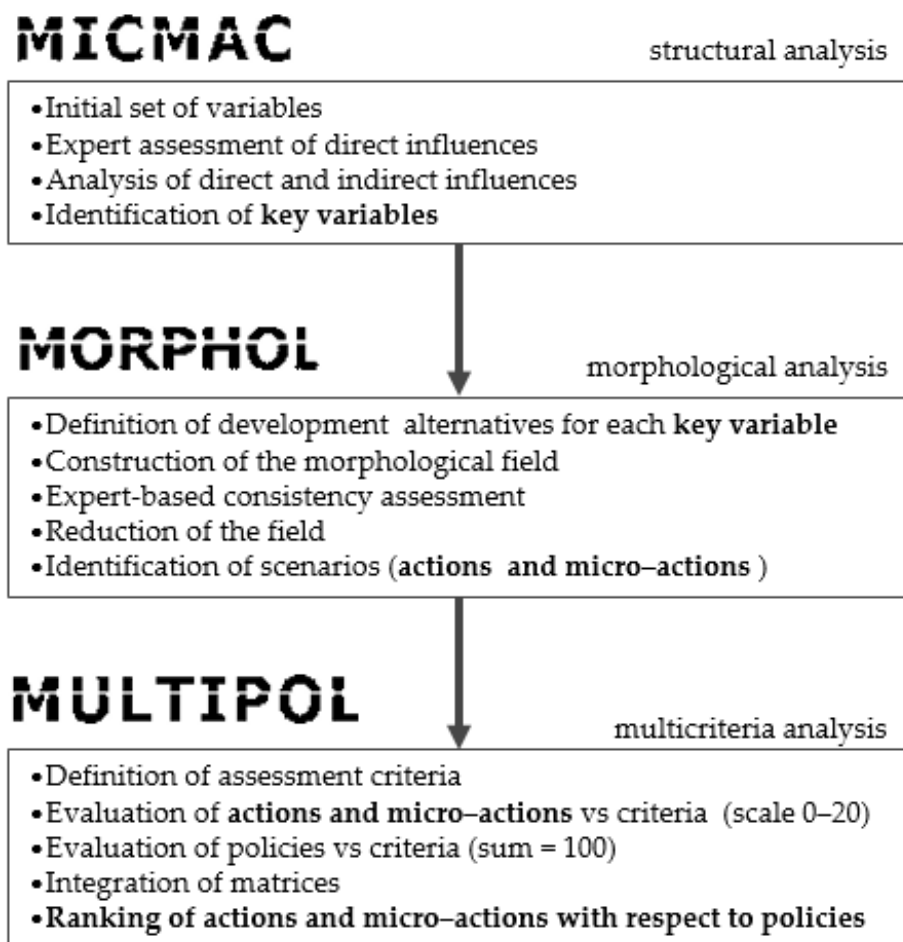 MICMAC
structural analysis
•Initial set of variables
•Expert assessment of direct influences
•Analysis of direct and indirect influences
•Identification of key variables
MORPHOL
morphological analysis
•Definition of development alternatives for each key variable
•Construction of the morphological field
•Expert-based consistency assessment
•Reduction of the field
•Identification of scenarios (actions and micro–actions )
MULTIPOL
multicriteria analysis
•Definition of assessment criteria
•Evaluation of actions and micro–actions vs criteria (scale 0–20)
•Evaluation of policies vs criteria (sum = 100)
•Integration of matrices
•Ranking of actions and micro–actions with respect to policies